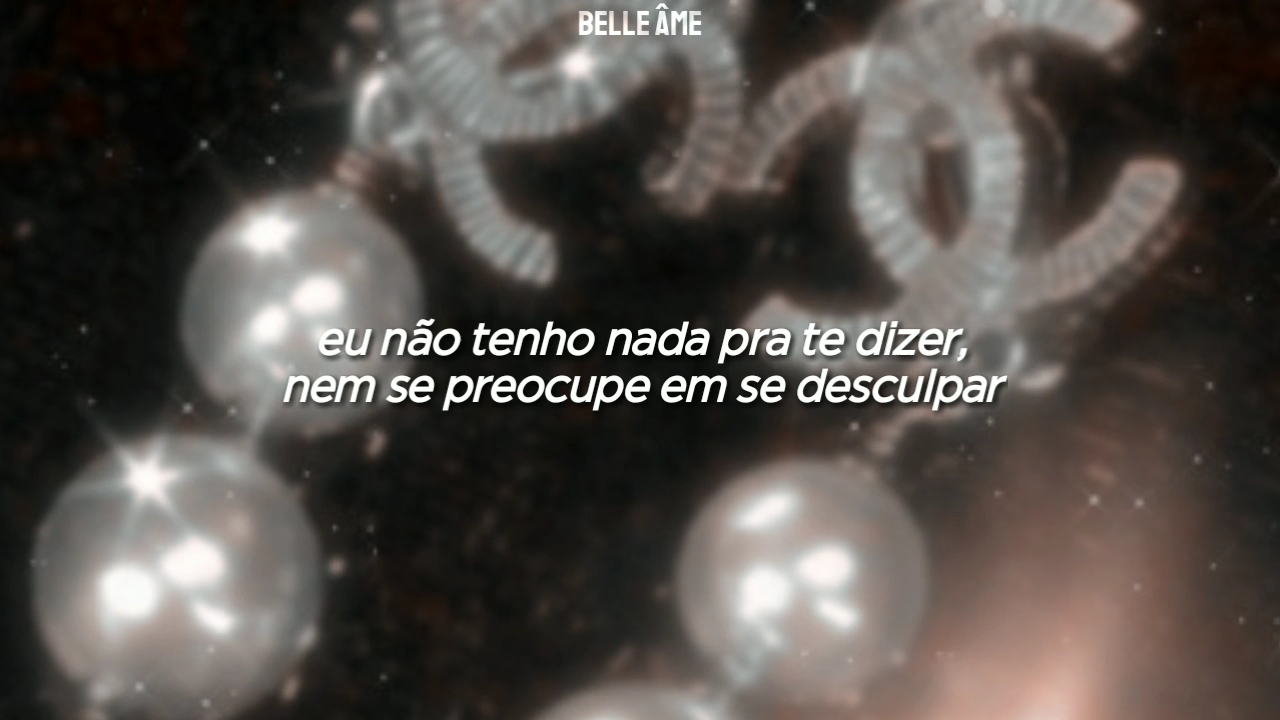 BELLE ÂME
eu não tenho nada pra te dizer,
nem se preocupe em se desculpar